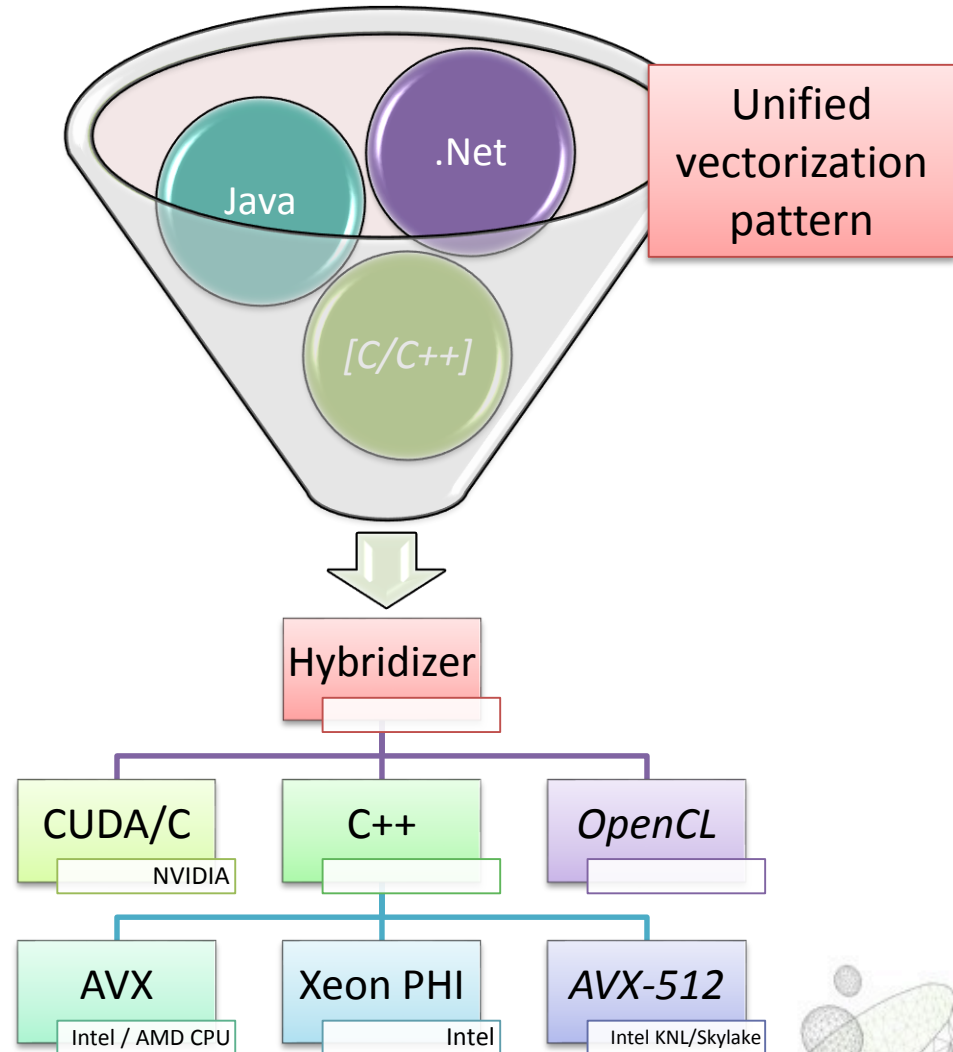 Unified
vectorization
pattern
.Net
Java
[C/C++]
Hybridizer
CUDA/C
NVIDIA
C++
OpenCL
AVX
Intel / AMD CPU
Xeon PHI
Intel
AVX-512
Intel KNL/Skylake